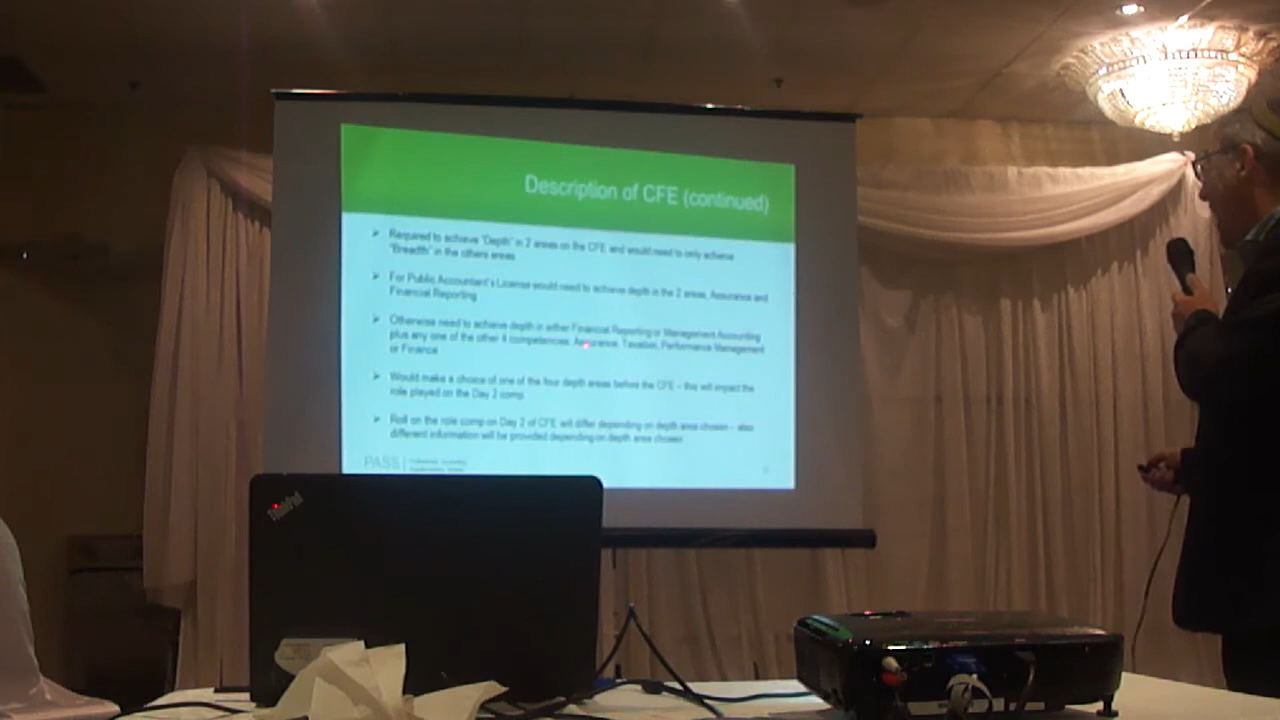 Description of CFE (continued)
Required to achieve "Depth" in 2 areas on the CFE and would need to only achieve
"Breadth" in the others areas
For Public Accountant's License would need to achieve depth in the 2 areas, Assurance and
Financial Reporting
Otherwise need to achieve depth in either Financial Reporting or Management Accounting
plus any one of the other 4 competencies: Assurance, Taxation, Performance Management
or Finance
Would make a choice of one of the four depth areas before the CFE – this will impact the
role played on the Day 2 comp
Roll on the role comp on Day 2 of CFE will differ depending on depth area chosen – also
different information will be provided depending on depth area chosen
PASS
ThinkPad